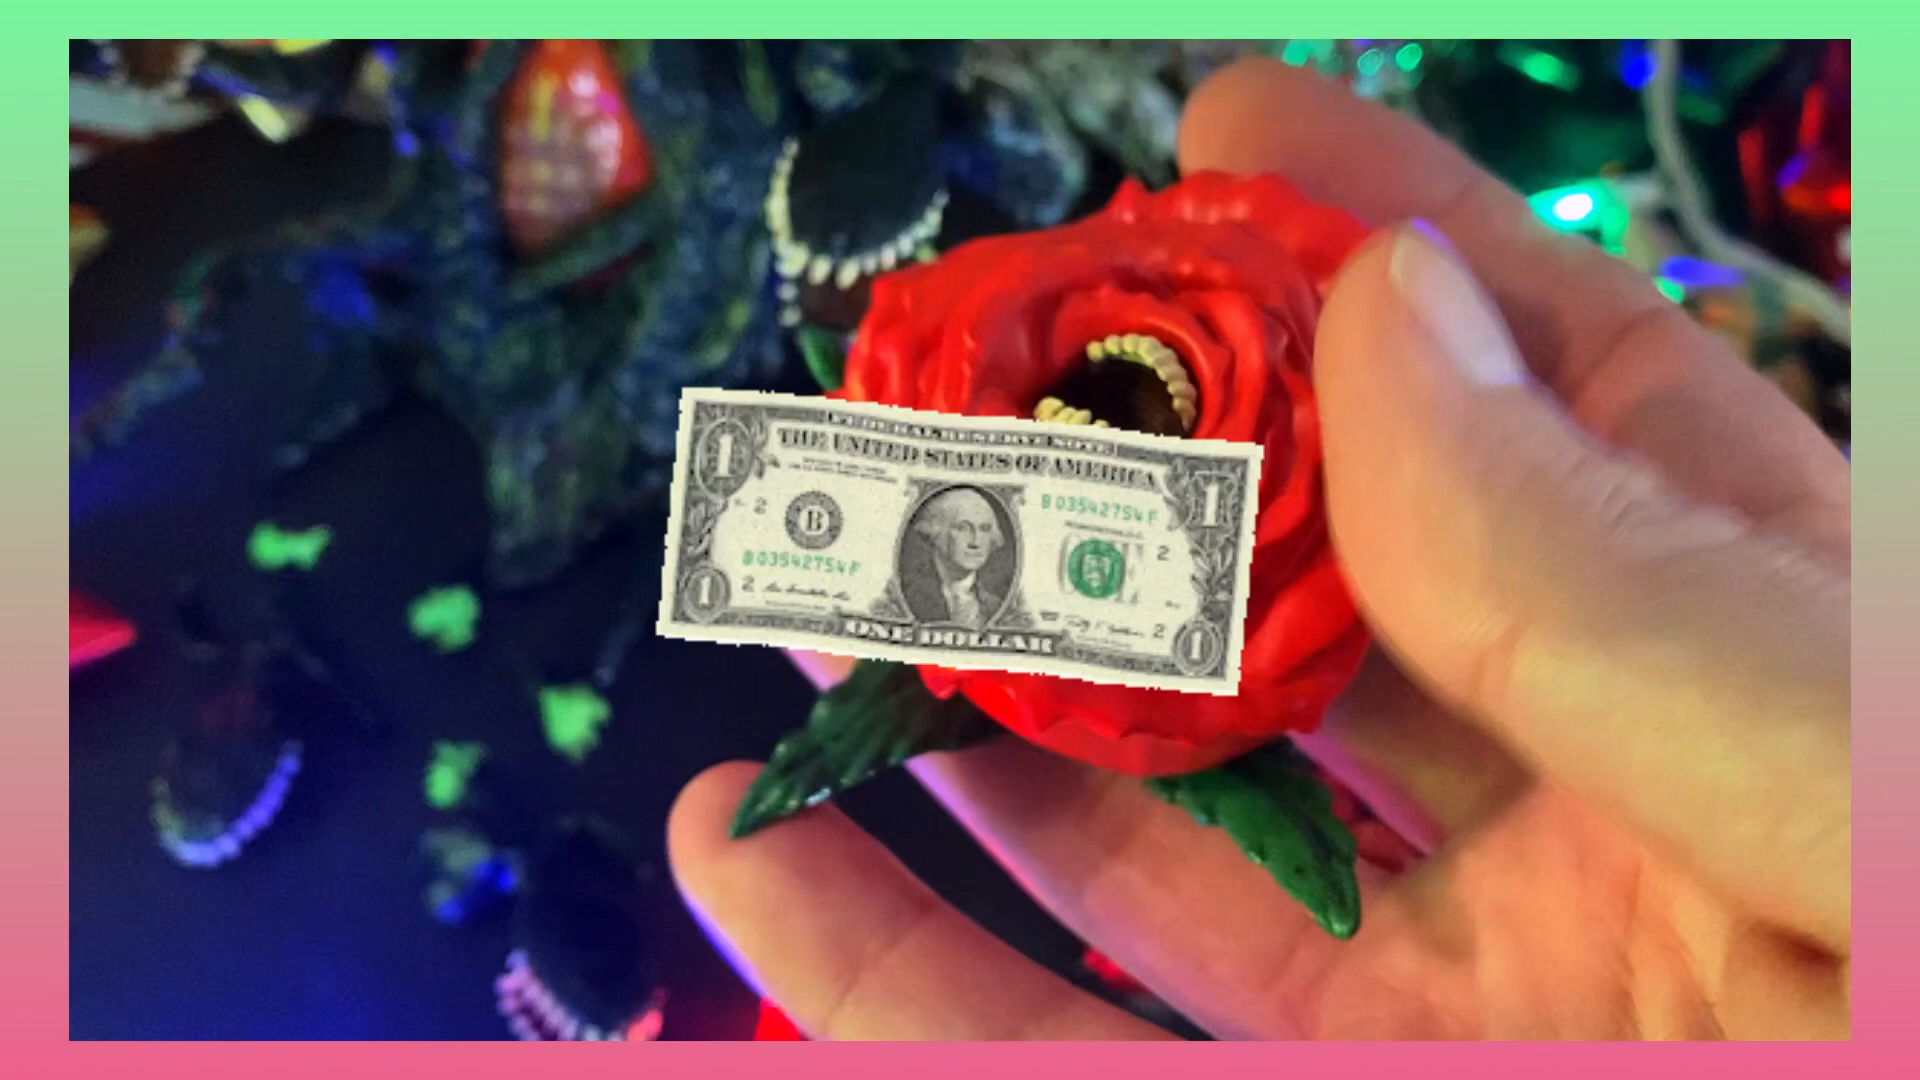 FEDERAL RESERVE NOTE
THE UNITED STATES OF AMERICA
1
1
B 03542754 F
2
B
2
B 03542754 F
2
2
1
ONE DOLLAR
1